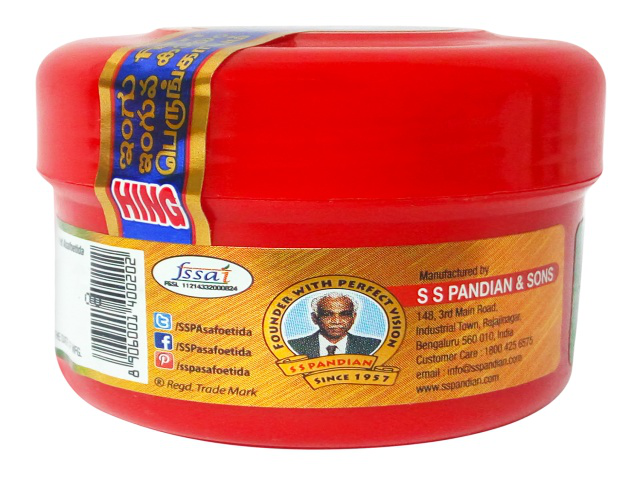 ఇంగు
ಇಂಗು
பெருங்
HING
Asafoetida
8 906001 400202
fssai
FSSL 11214332000824
/SSPAsafoetida
/SSPAsafoetida
/sspasafoetida
® Regd. Trade Mark
FOUNDER WITH PERFECT VISION
S S PANDIAN
SINCE 1957
Manufactured by
S S PANDIAN & SONS
148, 3rd Main Road,
Industrial Town, Rajajinagar,
Bengaluru 560 010, India
Customer Care : 1800 425 6575
email : info@sspandian.com
www.sspandian.com